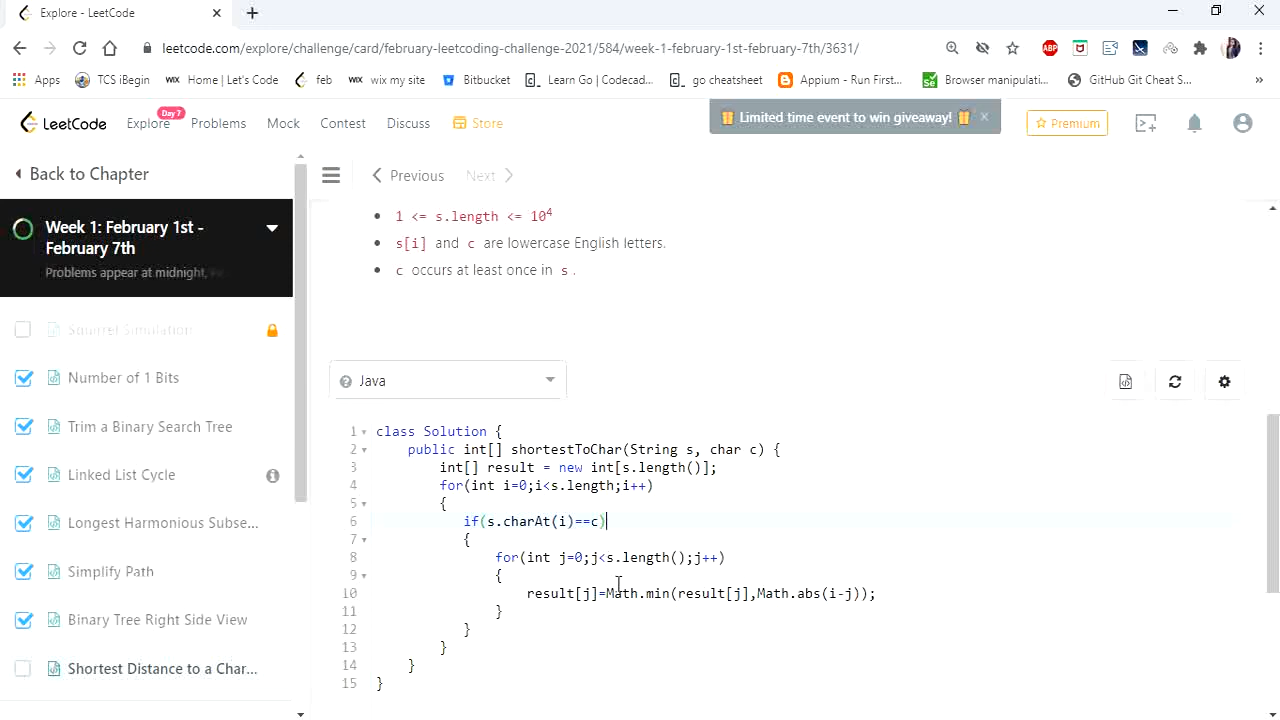 Explore - LeetCode
leetcode.com/explore/challenge/card/february-leetcoding-challenge-2021/584/week-1-february-1st-february-7th/3631/
ABP
Apps TCS iBegin WIX Home | Let's Code feb WIX wix my site Bitbucket Learn Go | Codecad... go cheatsheet Appium - Run First... Se Browser manipulati... GitHub Git Cheat S... »
LeetCode Explore Day 7 Problems Mock Contest Discuss Store Limited time event to win giveaway! × Premium
Back to Chapter
Previous Next
Week 1: February 1st -
February 7th
Problems appear at midnight,
Squirrel Simulation
Number of 1 Bits
Trim a Binary Search Tree
Linked List Cycle
Longest Harmonious Subse...
Simplify Path
Binary Tree Right Side View
Shortest Distance to a Char...
• 1 <= s.length <= 10⁴
• s[i] and c are lowercase English letters.
• c occurs at least once in s.
Java
1 class Solution {
2 public int[] shortestToChar(String s, char c) {
3 int[] result = new int[s.length()];
4 for(int i=0;i<s.length;i++)
5 {
6 if(s.charAt(i)==c)
7 {
8 for(int j=0;j<s.length();j++)
9 {
10 result[j]=Math.min(result[j],Math.abs(i-j));
11 }
12 }
13 }
14 }
15 }